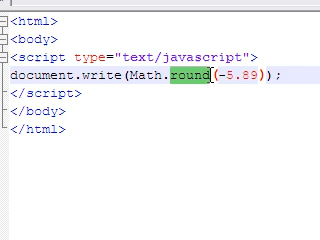 <html>
<body>
<script type="text/javascript">
document.write(Math.round(-5.89));
</script>
</body>
</html>